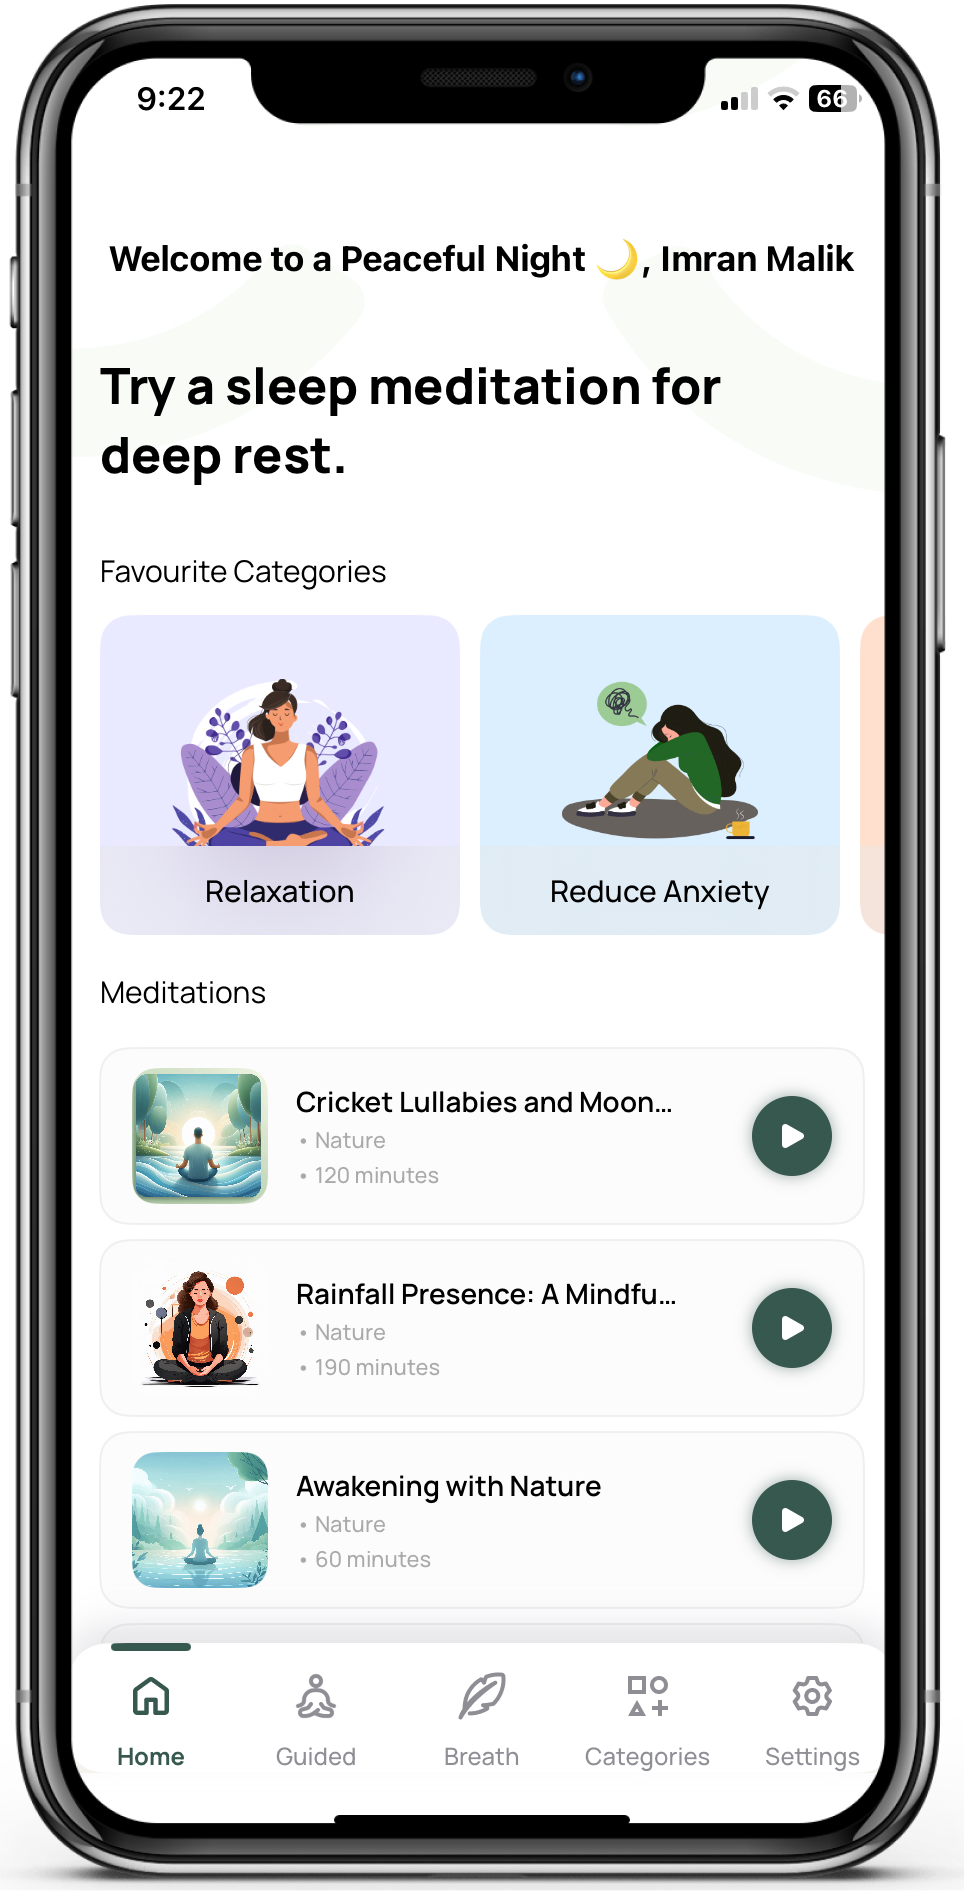 9:22
66
Welcome to a Peaceful Night 🌙, Imran Malik
Try a sleep meditation for
deep rest.
Favourite Categories
Relaxation
Reduce Anxiety
Meditations
Cricket Lullabies and Moon...
• Nature
• 120 minutes
Rainfall Presence: A Mindfu...
• Nature
• 190 minutes
Awakening with Nature
• Nature
• 60 minutes
Home
Guided
Breath
Categories
Settings